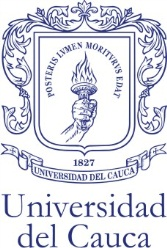 POSTERIS LVMEN MORITVRVS EDAT
1827
UNIVERSIDAD DEL CAUCA
Universidad
del Cauca